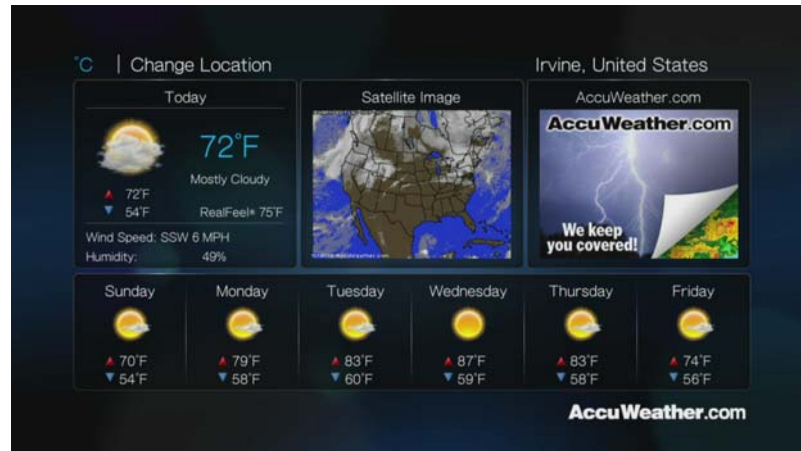 °C | Change Location
Irvine, United States
Today
72°F
Mostly Cloudy
▲ 72°F
▼ 54°F
RealFeel® 75°F
Wind Speed: SSW 6 MPH
Humidity: 49%
Satellite Image
AccuWeather.com
AccuWeather.com
We keep
you covered!
Sunday
▲ 70°F
▼ 54°F
Monday
▲ 79°F
▼ 58°F
Tuesday
▲ 83°F
▼ 60°F
Wednesday
▲ 87°F
▼ 59°F
Thursday
▲ 83°F
▼ 58°F
Friday
▲ 74°F
▼ 56°F
AccuWeather.com